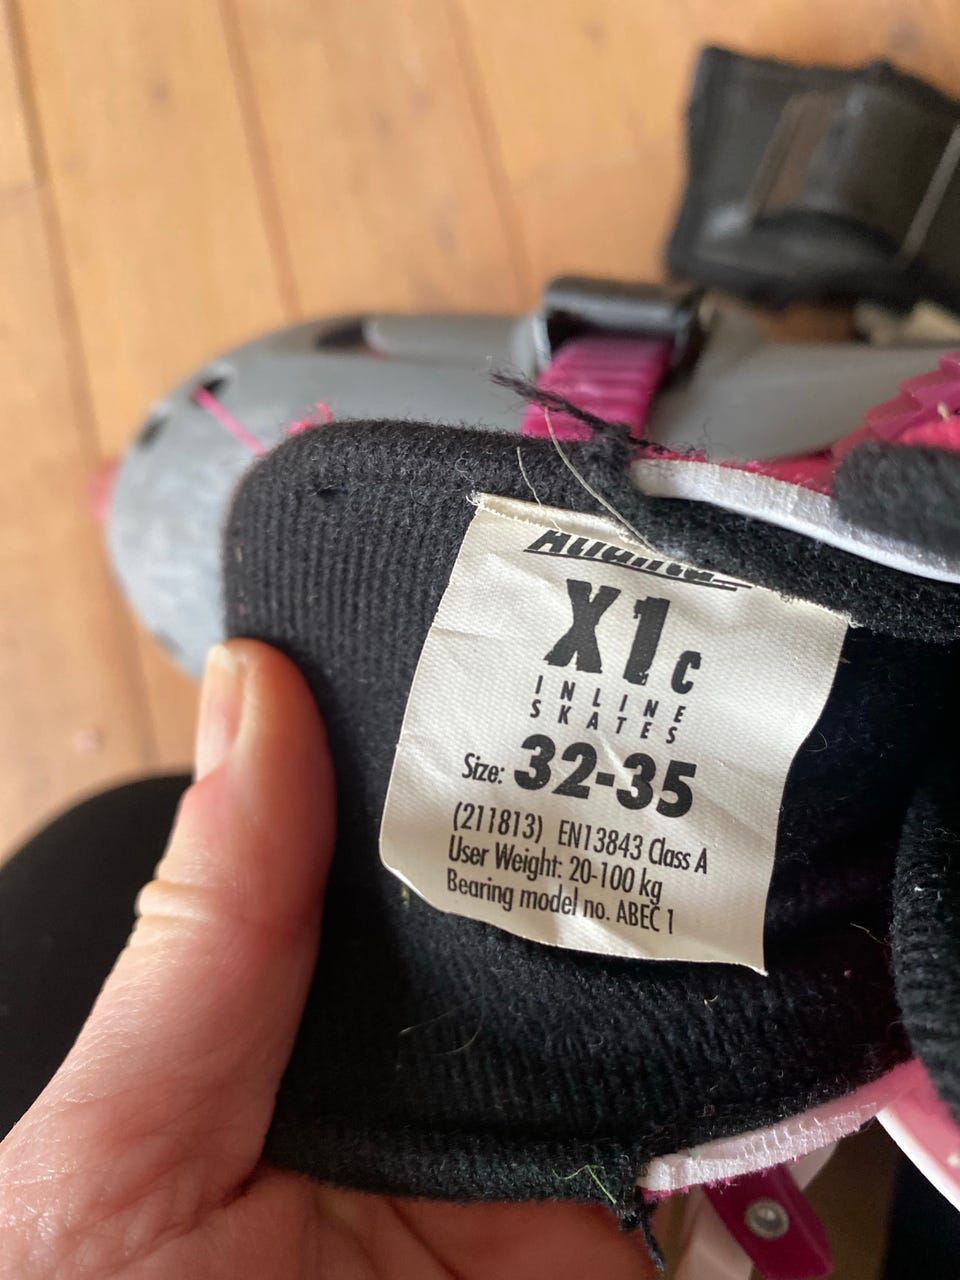 Atlanta
X1c
INLINE
SKATES
Size: 32-35
(211813) EN13843 Class A
User Weight: 20-100 kg
Bearing model no. ABEC 1